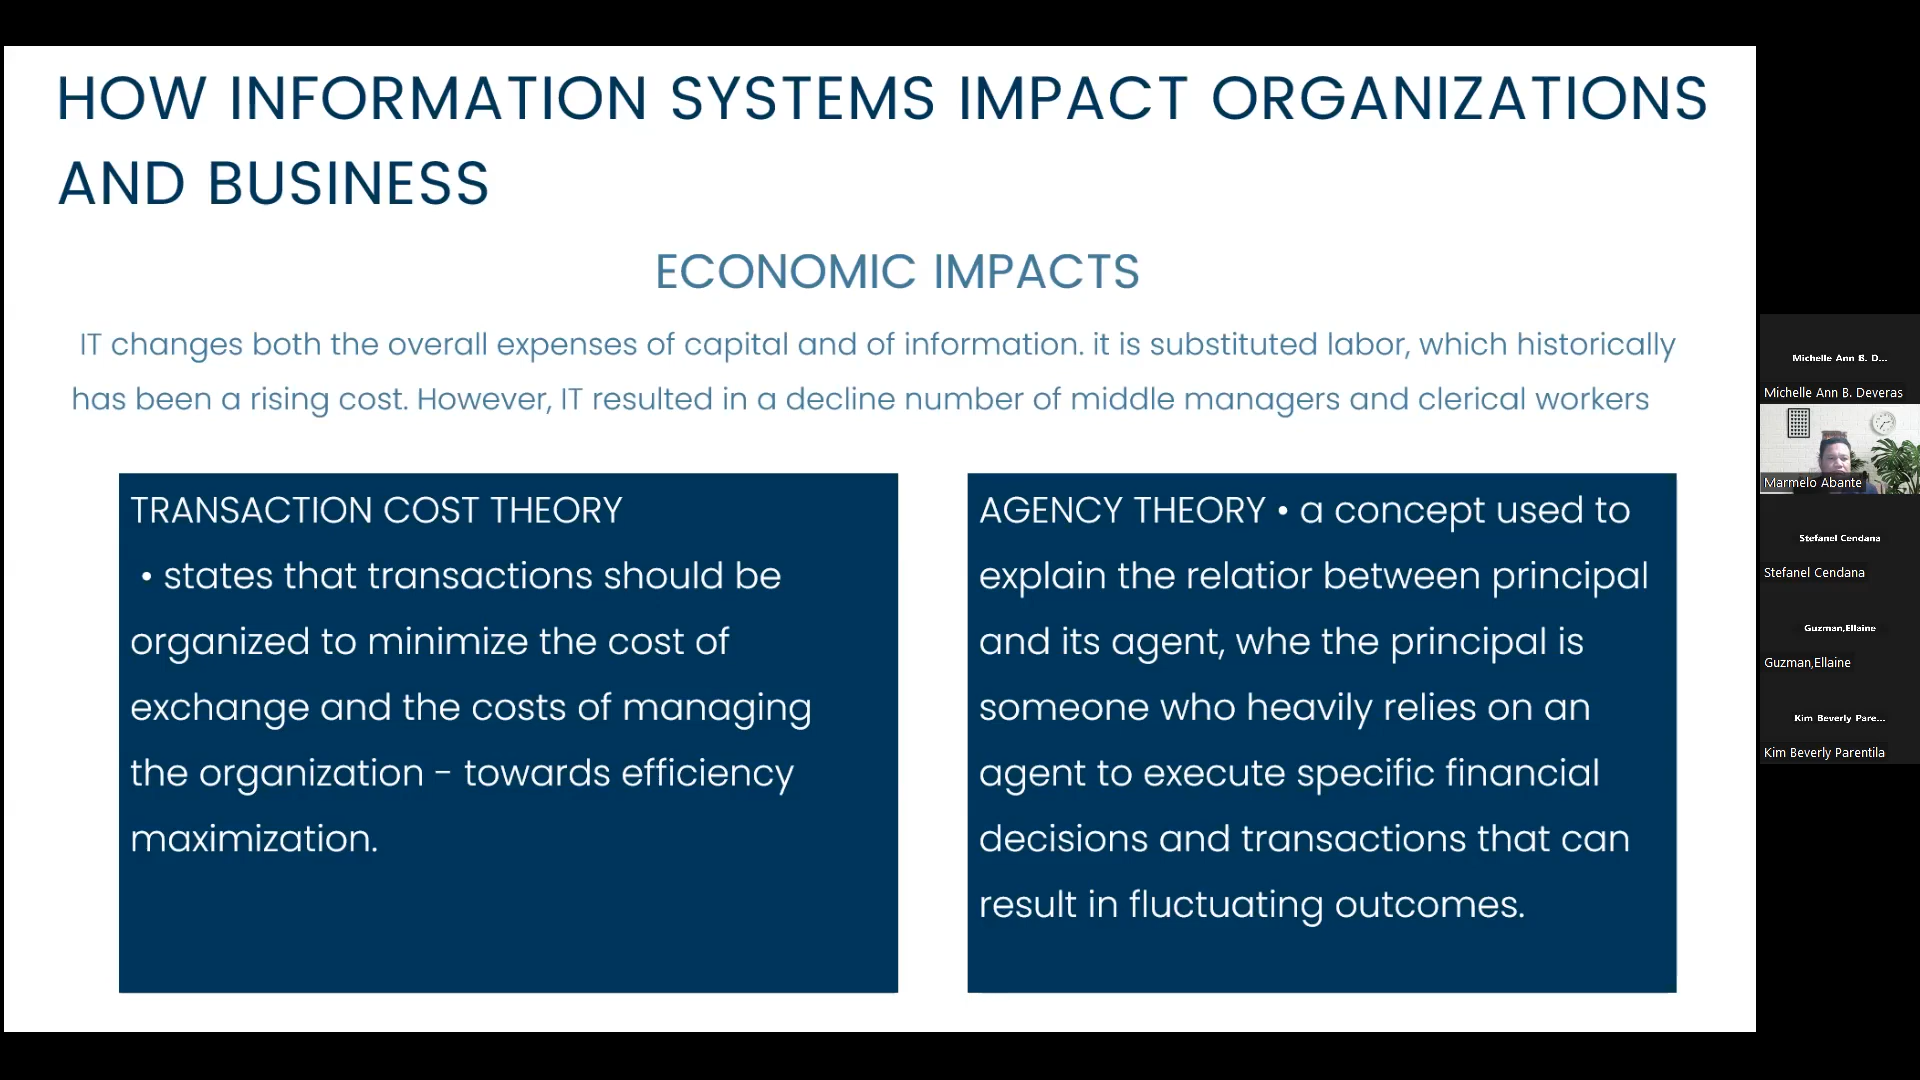 HOW INFORMATION SYSTEMS IMPACT ORGANIZATIONS
AND BUSINESS
ECONOMIC IMPACTS
IT changes both the overall expenses of capital and of information. it is substituted labor, which historically
has been a rising cost. However, IT resulted in a decline number of middle managers and clerical workers
TRANSACTION COST THEORY
• states that transactions should be
organized to minimize the cost of
exchange and the costs of managing
the organization - towards efficiency
maximization.
AGENCY THEORY • a concept used to
explain the relatior between principal
and its agent, whe the principal is
someone who heavily relies on an
agent to execute specific financial
decisions and transactions that can
result in fluctuating outcomes.
Michelle Ann B. D...
Michelle Ann B. Deveras
Marmelo Abante
Stefanel Cendana
Stefanel Cendana
Guzman,Ellaine
Guzman,Ellaine
Kim Beverly Pare...
Kim Beverly Parentila